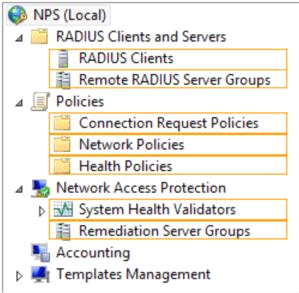 NPS (Local)
RADIUS Clients and Servers
RADIUS Clients
Remote RADIUS Server Groups
Policies
Connection Request Policies
Network Policies
Health Policies
Network Access Protection
System Health Validators
Remediation Server Groups
Accounting
Templates Management